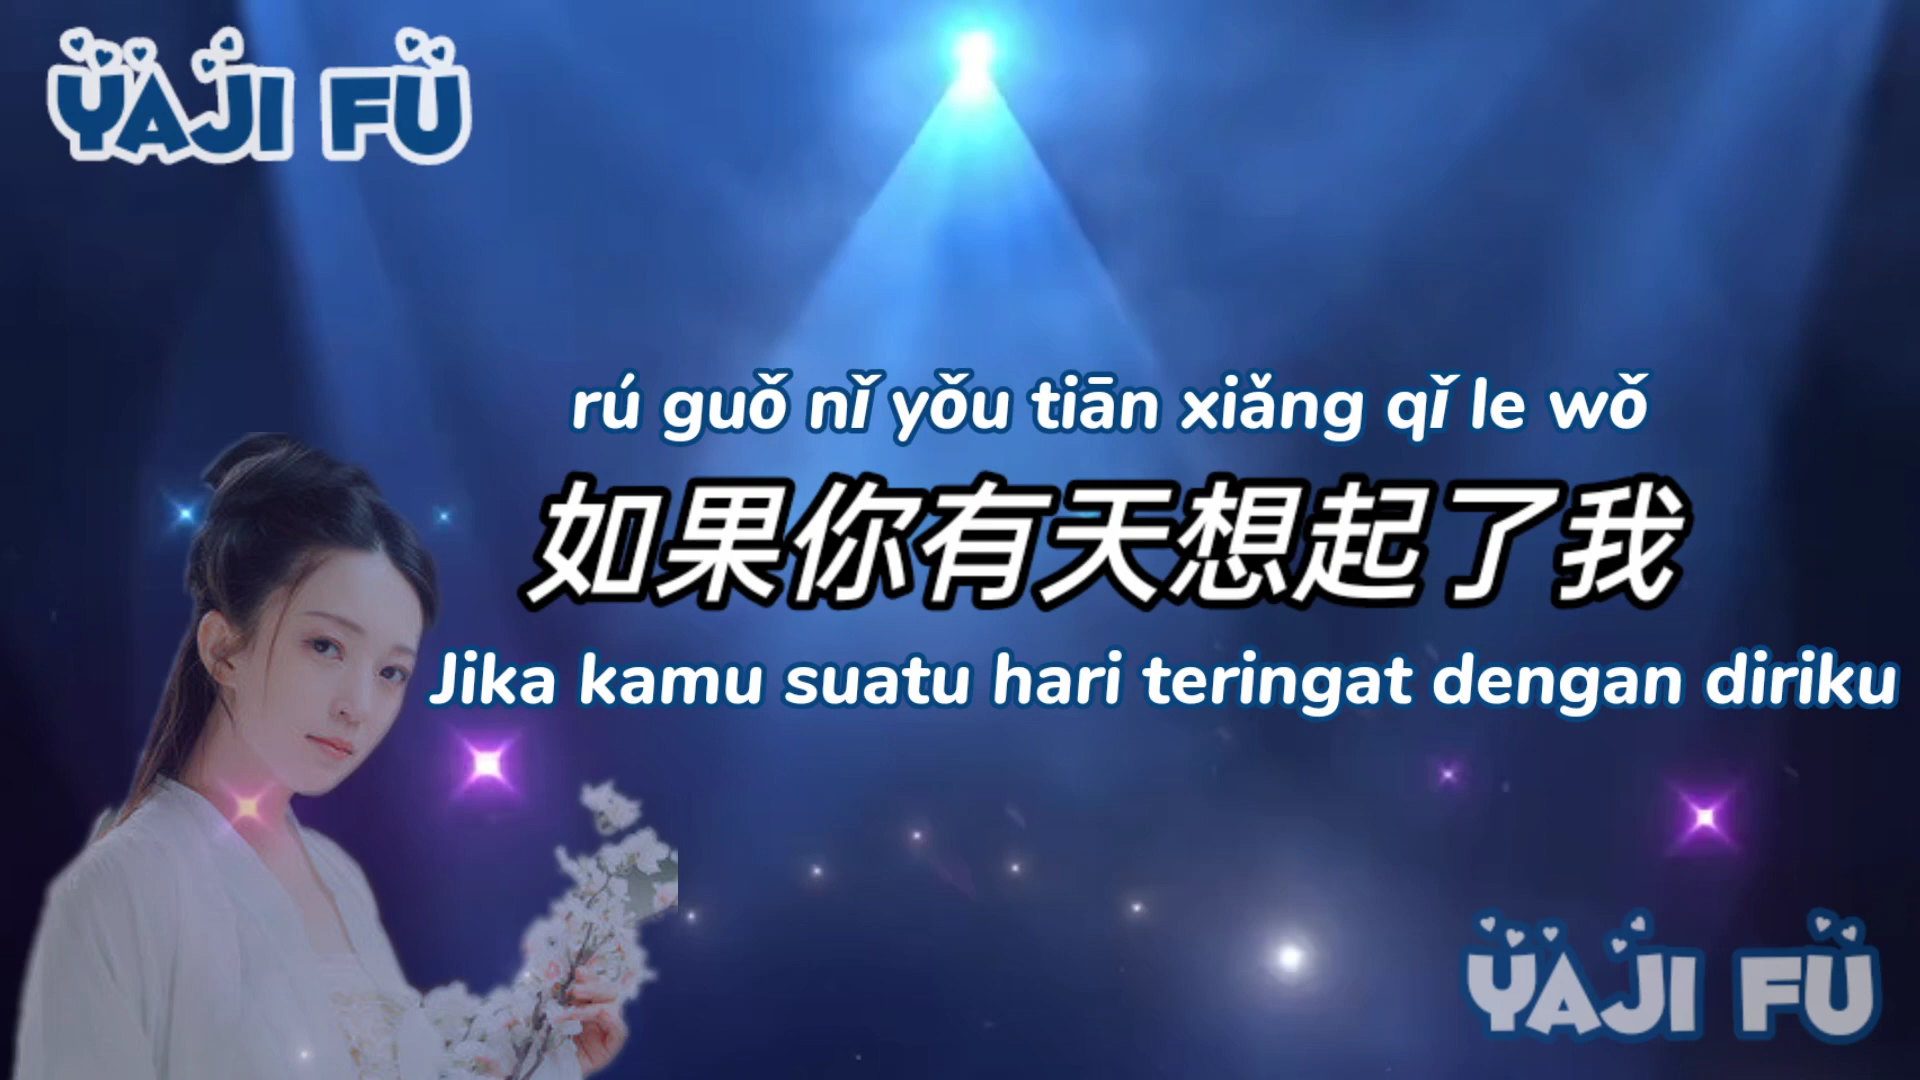 YAJI FU
rú guǒ nǐ yǒu tiān xiǎng qǐ le wǒ
如果你有天想起了我
Jika kamu suatu hari teringat dengan diriku
YAJI FU